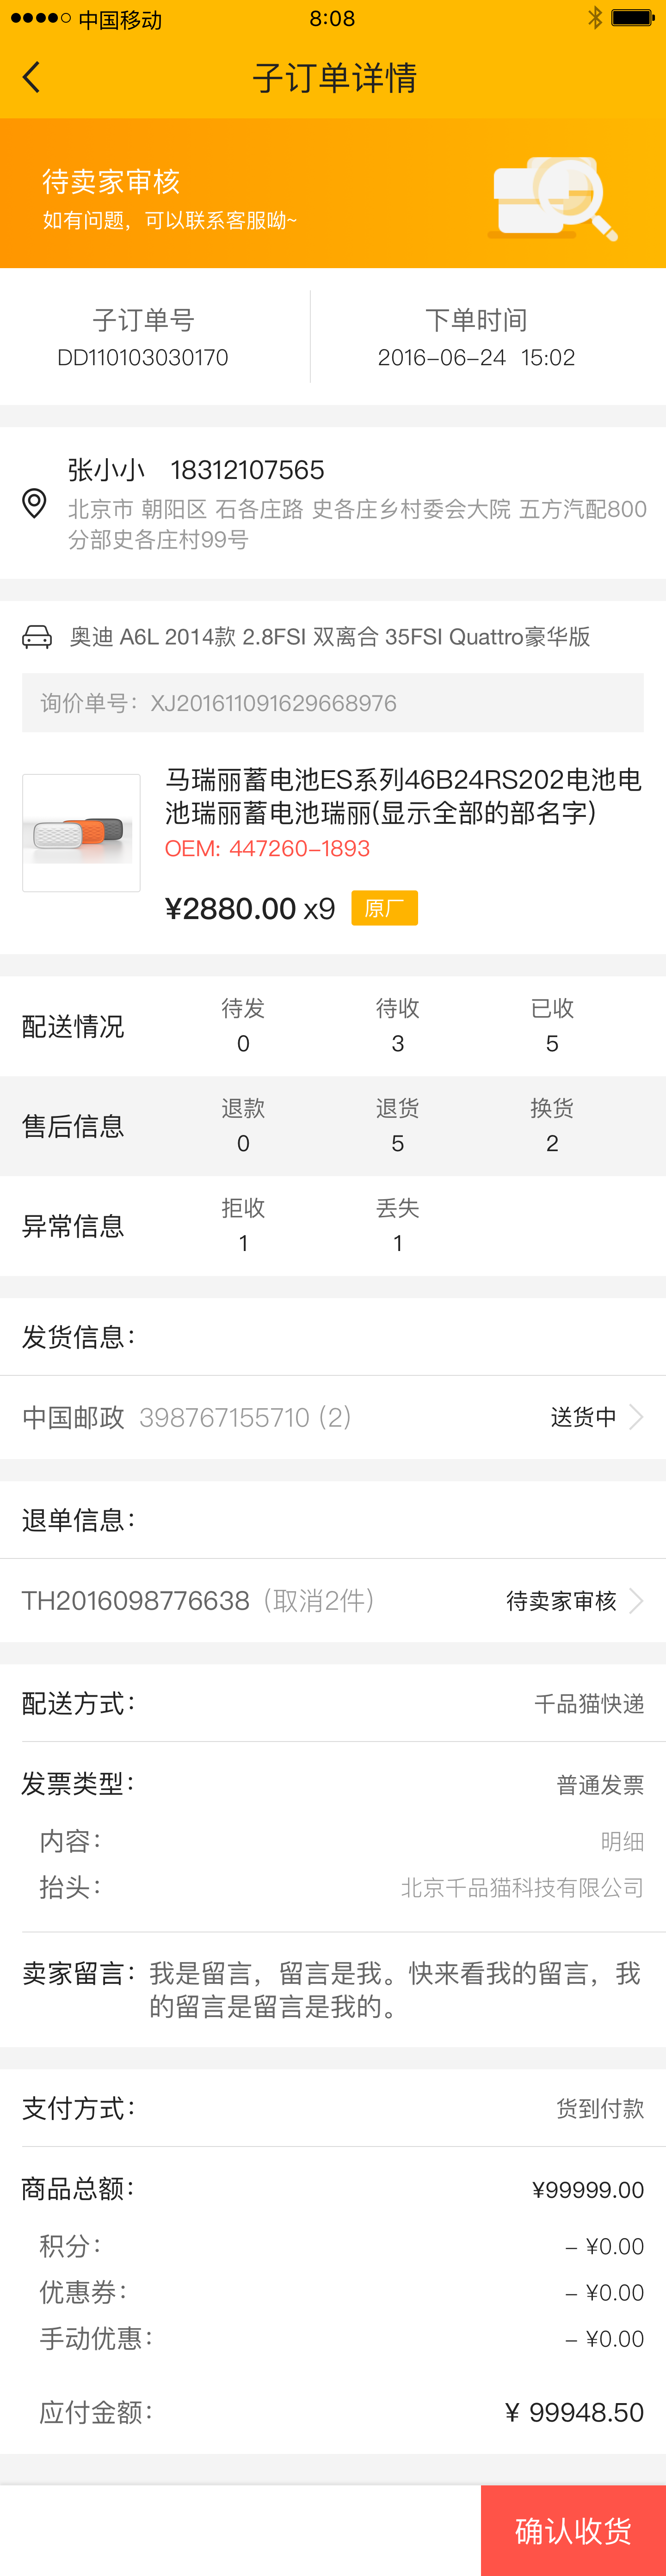 中国移动 8:08
子订单详情
待卖家审核
如有问题，可以联系客服呦~
子订单号 下单时间
DD110103030170 2016-06-24 15:02
张小小 18312107565
北京市 朝阳区 石各庄路 史各庄乡村委会大院 五方汽配800
分部史各庄村99号
奥迪 A6L 2014款 2.8FSI 双离合 35FSI Quattro豪华版
询价单号：XJ201611091629668976
马瑞丽蓄电池ES系列46B24RS202电池电
池瑞丽蓄电池瑞丽(显示全部的部名字)
OEM: 447260-1893
¥2880.00 x9 原厂
待发 待收 已收
配送情况
0 3 5
退款 退货 换货
售后信息
0 5 2
拒收 丢失
异常信息
1 1
发货信息：
中国邮政 398767155710 (2) 送货中
退单信息：
TH2016098776638（取消2件） 待卖家审核
配送方式： 千品猫快递
发票类型： 普通发票
内容： 明细
抬头： 北京千品猫科技有限公司
卖家留言：我是留言，留言是我。快来看我的留言，我
的留言是留言是我的。
支付方式： 货到付款
商品总额： ¥99999.00
积分： - ¥0.00
优惠券： - ¥0.00
手动优惠： - ¥0.00
应付金额： ¥ 99948.50
确认收货